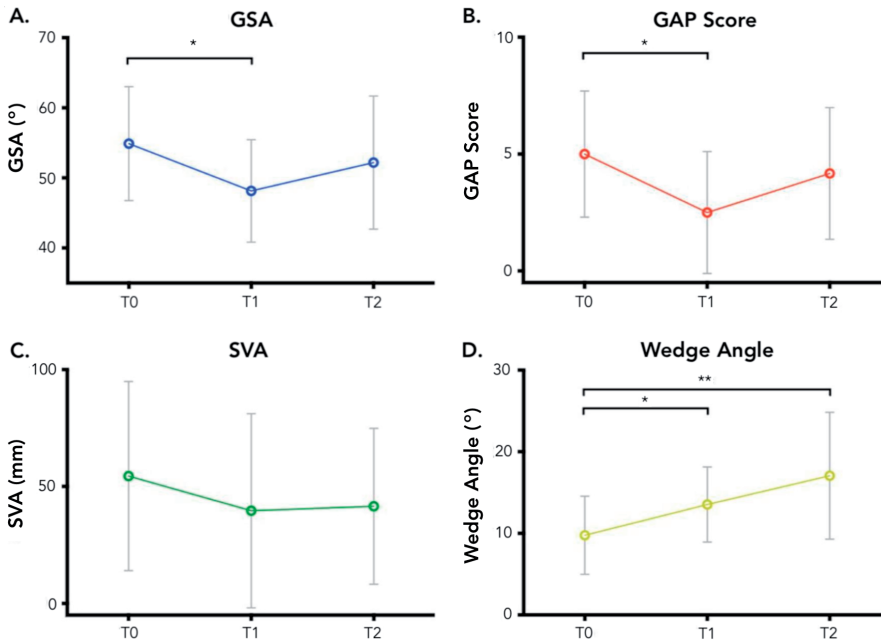 A.
GSA
70
60
50
40
GSA (°)
*
T0
T1
T2
B.
GAP Score
10
5
0
GAP Score
*
T0
T1
T2
C.
SVA
100
50
0
SVA (mm)
T0
T1
T2
D.
Wedge Angle
30
20
10
0
Wedge Angle (°)
**
*
T0
T1
T2